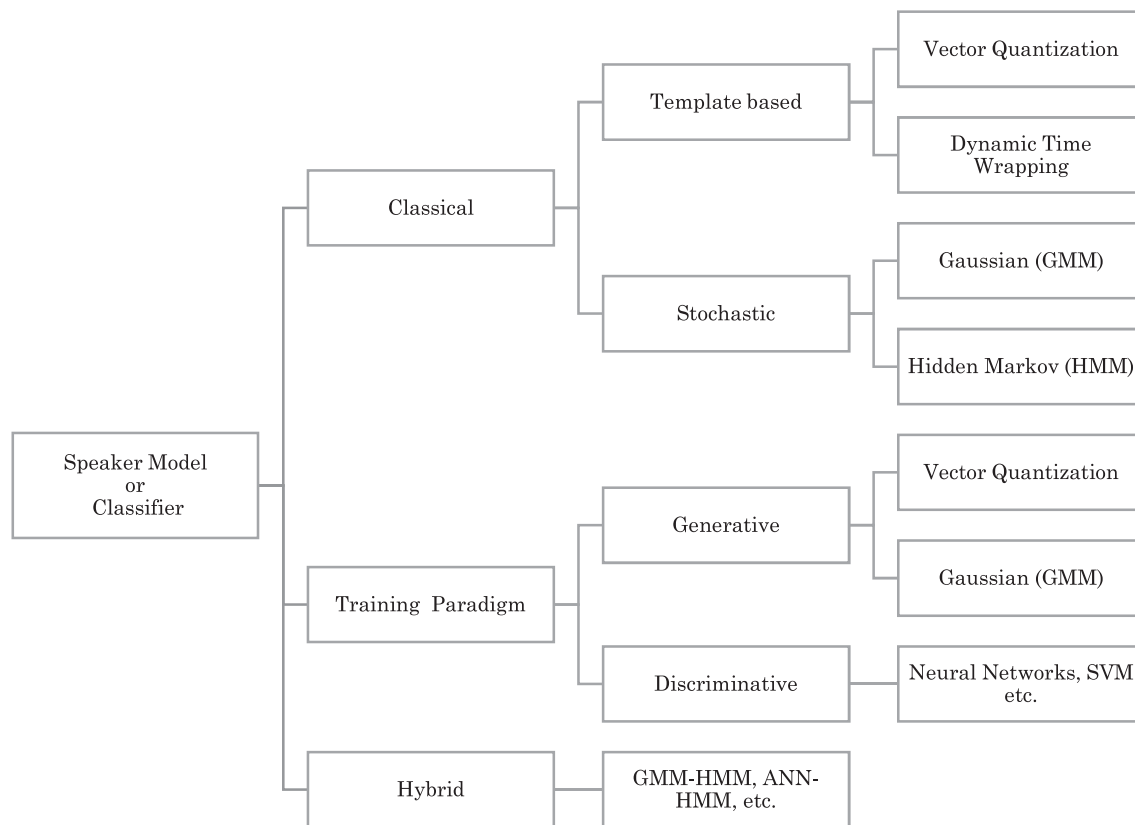 Speaker Model
or
Classifier
Classical
Template based
Vector Quantization
Dynamic Time
Wrapping
Stochastic
Gaussian (GMM)
Hidden Markov (HMM)
Training Paradigm
Generative
Vector Quantization
Gaussian (GMM)
Discriminative
Neural Networks, SVM
etc.
Hybrid
GMM-HMM, ANN-
HMM, etc.